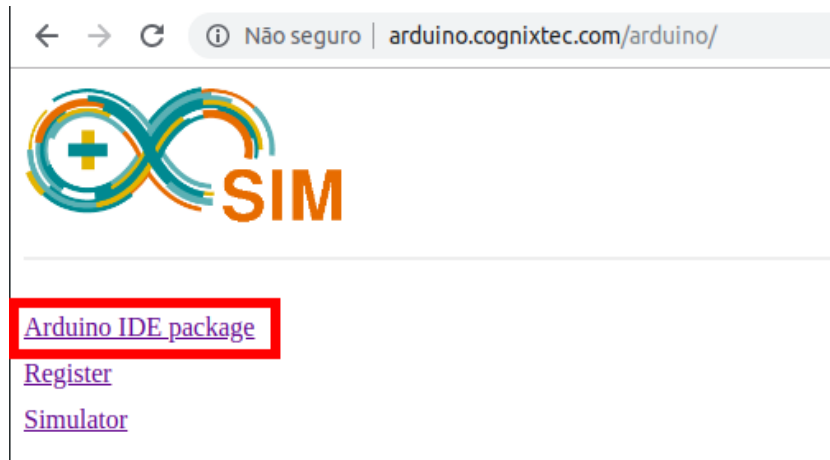 Não seguro | arduino.cognixtec.com/arduino/
SIM
Arduino IDE package
Register
Simulator